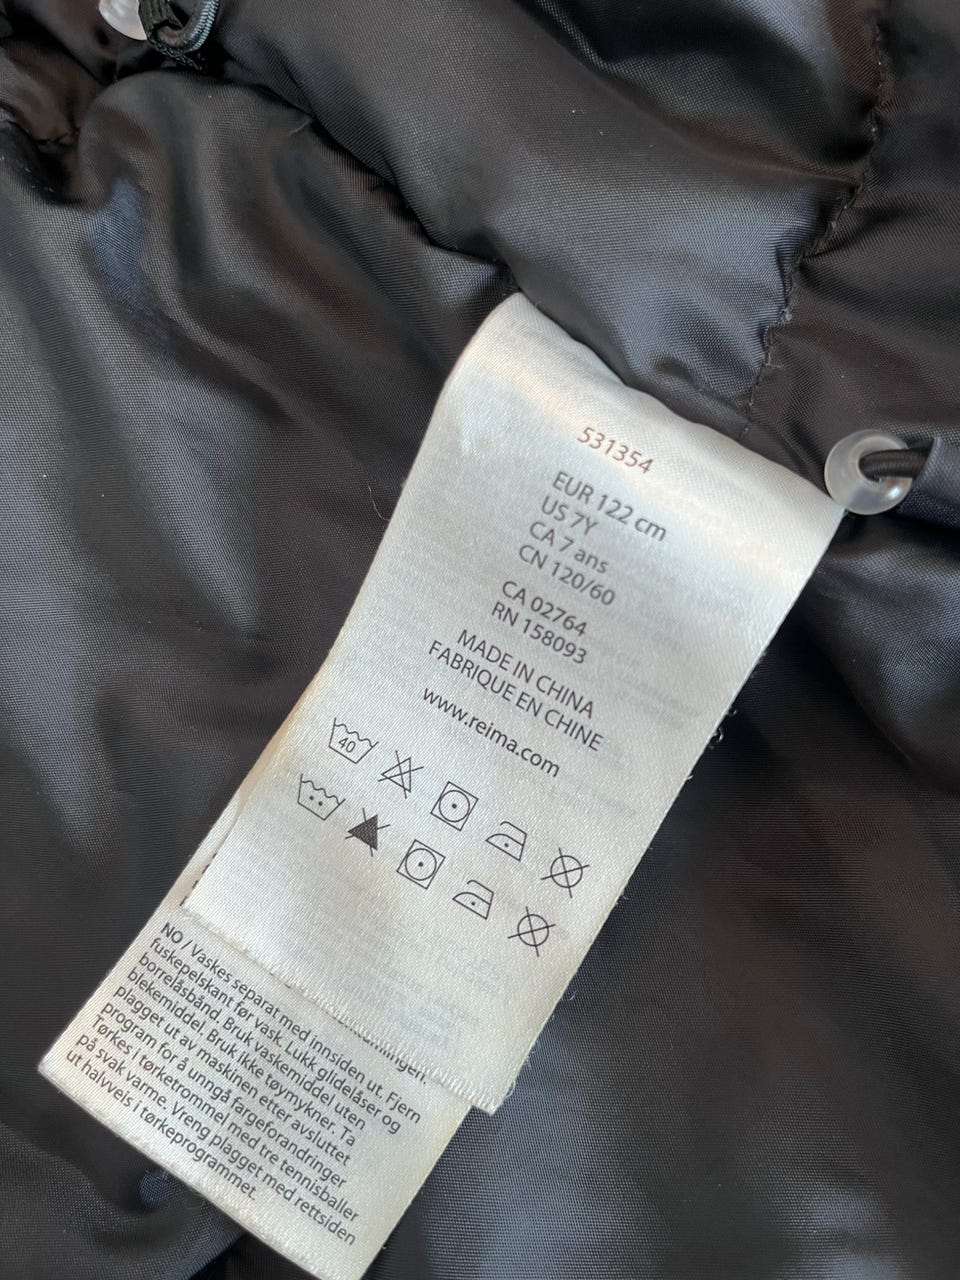 531354
EUR 122 cm
US 7Y
CA 7 ans
CN 120/60
CA 02764
RN 158093
MADE IN CHINA
FABRIQUE EN CHINE
www.reima.com
40
NO / Vaskes separat med innsiden ut. Fjern
fuskepelskant før vask. Lukk glidelåser og
borrelåsbånd. Bruk vaskemiddel uten
blekemiddel. Bruk ikke tøymykner. Ta
plagget ut av maskinen etter avsluttet
program for å unngå fargeforandringer
Tørkes i tørketrommel med tre tennisballer
på svak varme. Vreng plagget med rettsiden
ut halvveis i tørkeprogrammet.